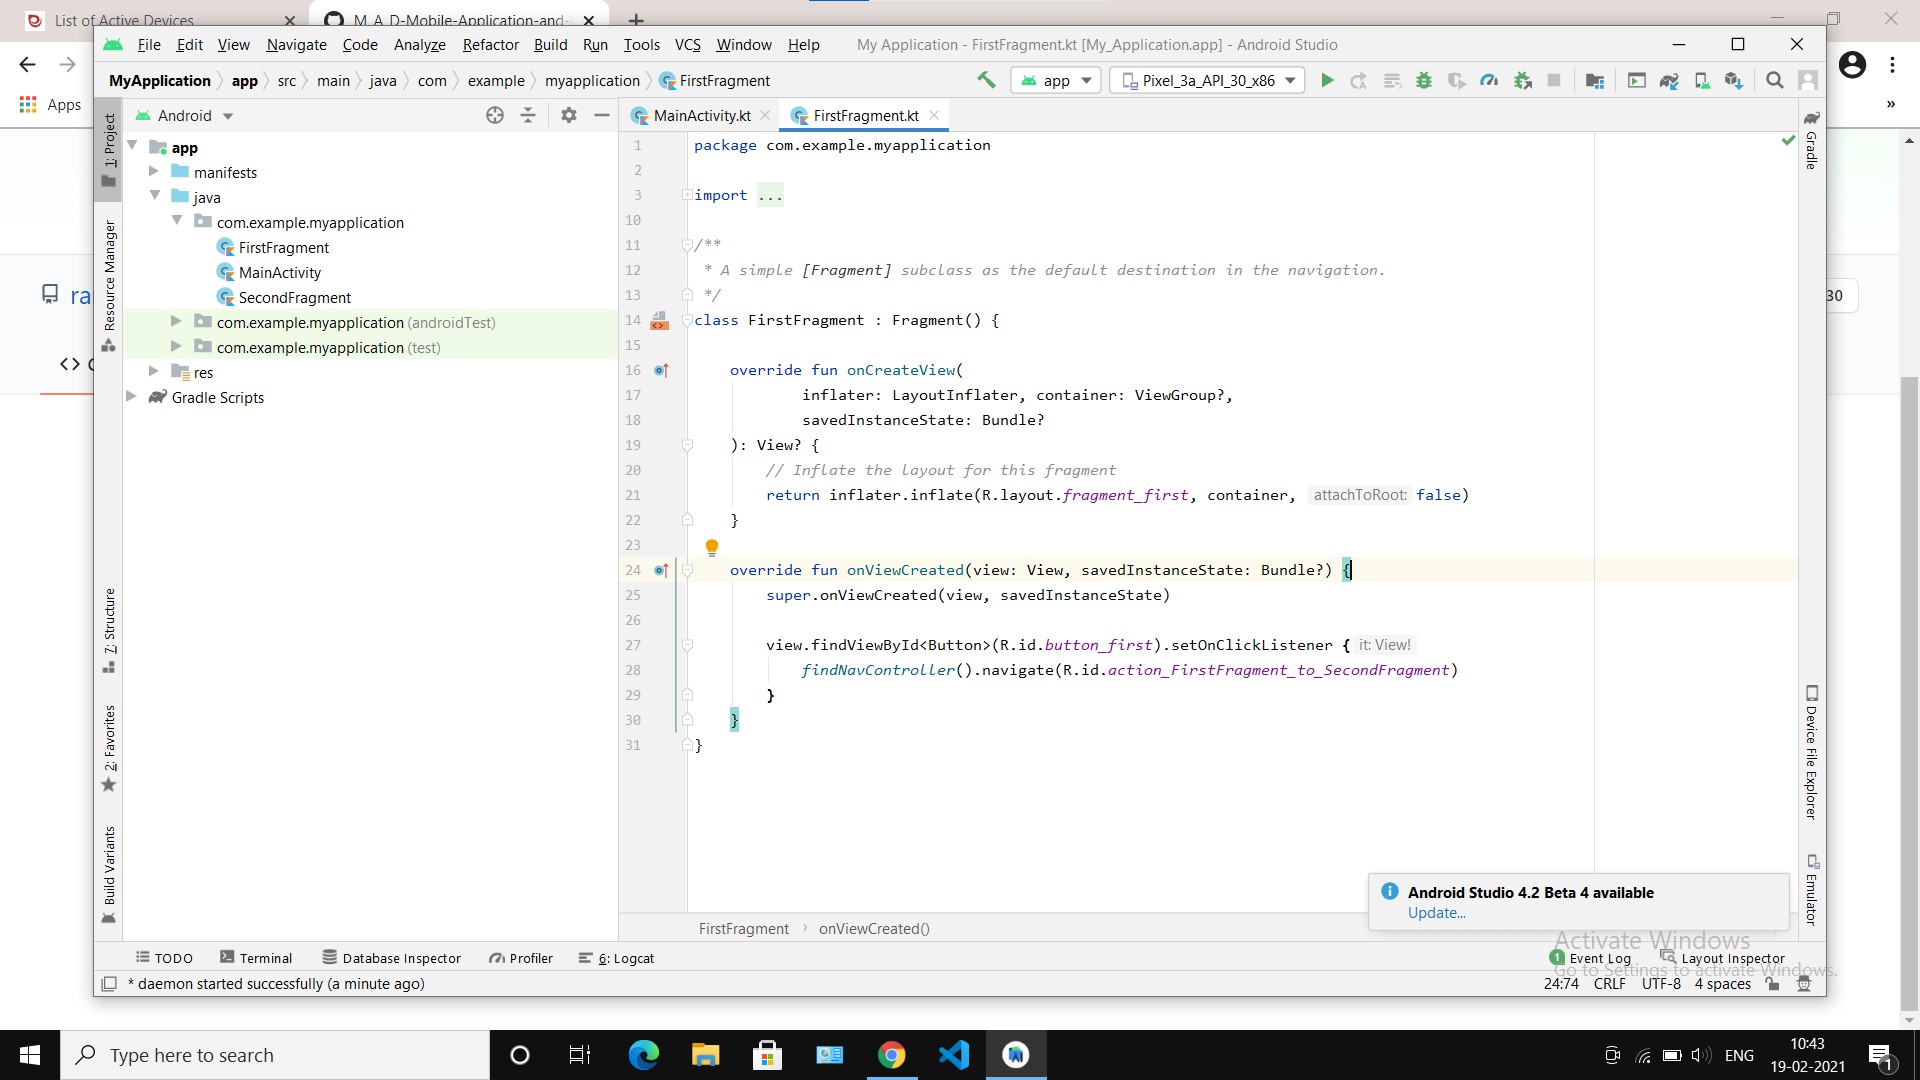 List of Active Devices
M_A_D-Mobile-Application-and-
File Edit View Navigate Code Analyze Refactor Build Run Tools VCS Window Help My Application - FirstFragment.kt [My_Application.app] - Android Studio
MyApplication app src main java com example myapplication FirstFragment
app Pixel_3a_API_30_x86
Apps
»
Android
MainActivity.kt
FirstFragment.kt
1: Project
Resource Manager
7: Structure
2: Favorites
Build Variants
app
manifests
java
com.example.myapplication
FirstFragment
MainActivity
SecondFragment
com.example.myapplication (androidTest)
com.example.myapplication (test)
res
Gradle Scripts
ra
30
1 package com.example.myapplication
2
3 import ...
10
11 /**
12 * A simple [Fragment] subclass as the default destination in the navigation.
13 */
14 class FirstFragment : Fragment() {
15
16 override fun onCreateView(
17 inflater: LayoutInflater, container: ViewGroup?,
18 savedInstanceState: Bundle?
19 ): View? {
20 // Inflate the layout for this fragment
21 return inflater.inflate(R.layout.fragment_first, container, attachToRoot: false)
22 }
23
24 override fun onViewCreated(view: View, savedInstanceState: Bundle?) {
25 super.onViewCreated(view, savedInstanceState)
26
27 view.findViewById<Button>(R.id.button_first).setOnClickListener { it: View!
28 findNavController().navigate(R.id.action_FirstFragment_to_SecondFragment)
29 }
30 }
31 }
Gradle
Device File Explorer
Emulator
Android Studio 4.2 Beta 4 available
Update...
FirstFragment › onViewCreated()
Activate Windows
Go to Settings to activate Windows.
TODO Terminal Database Inspector Profiler 6: Logcat 1 Event Log Layout Inspector
* daemon started successfully (a minute ago) 24:74 CRLF UTF-8 4 spaces
Type here to search
ENG
10:43
19-02-2021
1